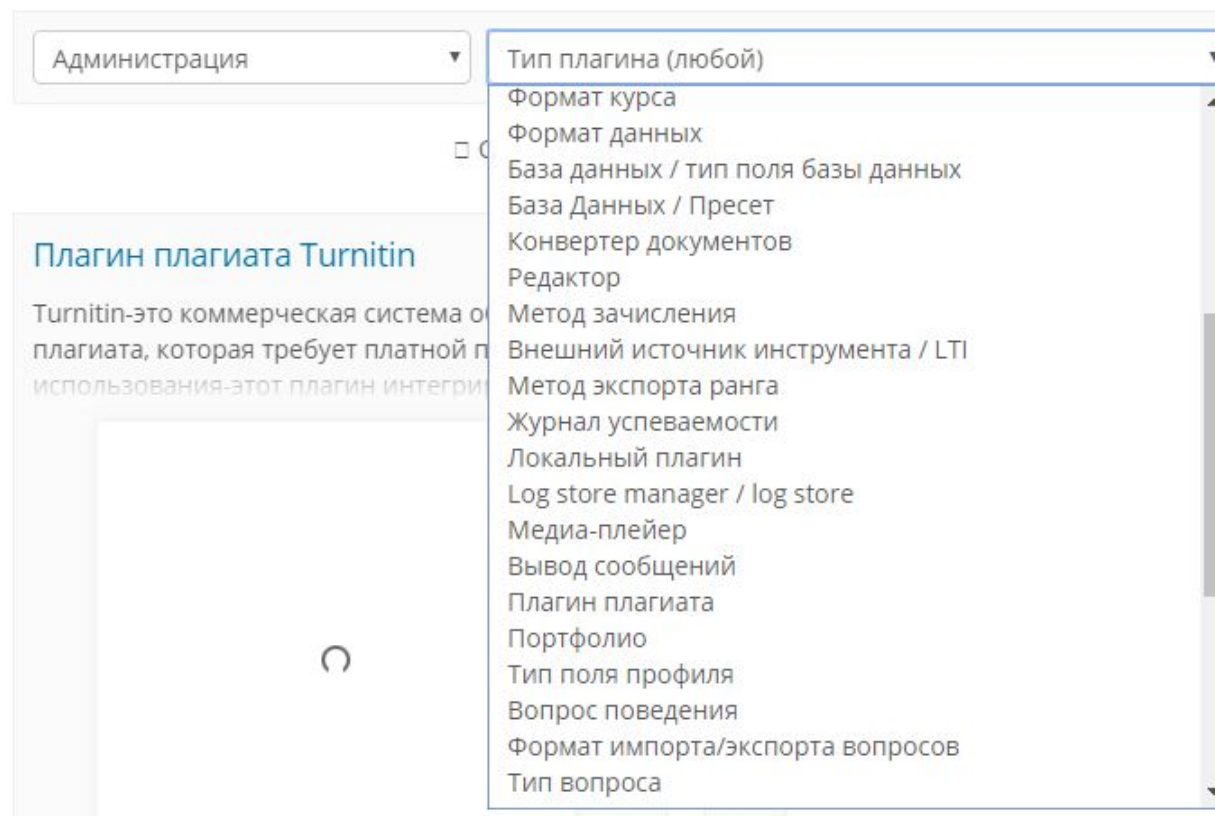 Администрация
Тип плагина (любой)
Формат курса
Формат данных
База данных / тип поля базы данных
База Данных / Пресет
Конвертер документов
Редактор
Метод зачисления
Внешний источник инструмента / LTI
Метод экспорта ранга
Журнал успеваемости
Локальный плагин
Log store manager / log store
Медиа-плейер
Вывод сообщений
Плагин плагиата
Портфолио
Тип поля профиля
Вопрос поведения
Формат импорта/экспорта вопросов
Тип вопроса
Плагин плагиата Turnitin
Turnitin-это коммерческая система
плагиата, которая требует платной
использования-этот плагин